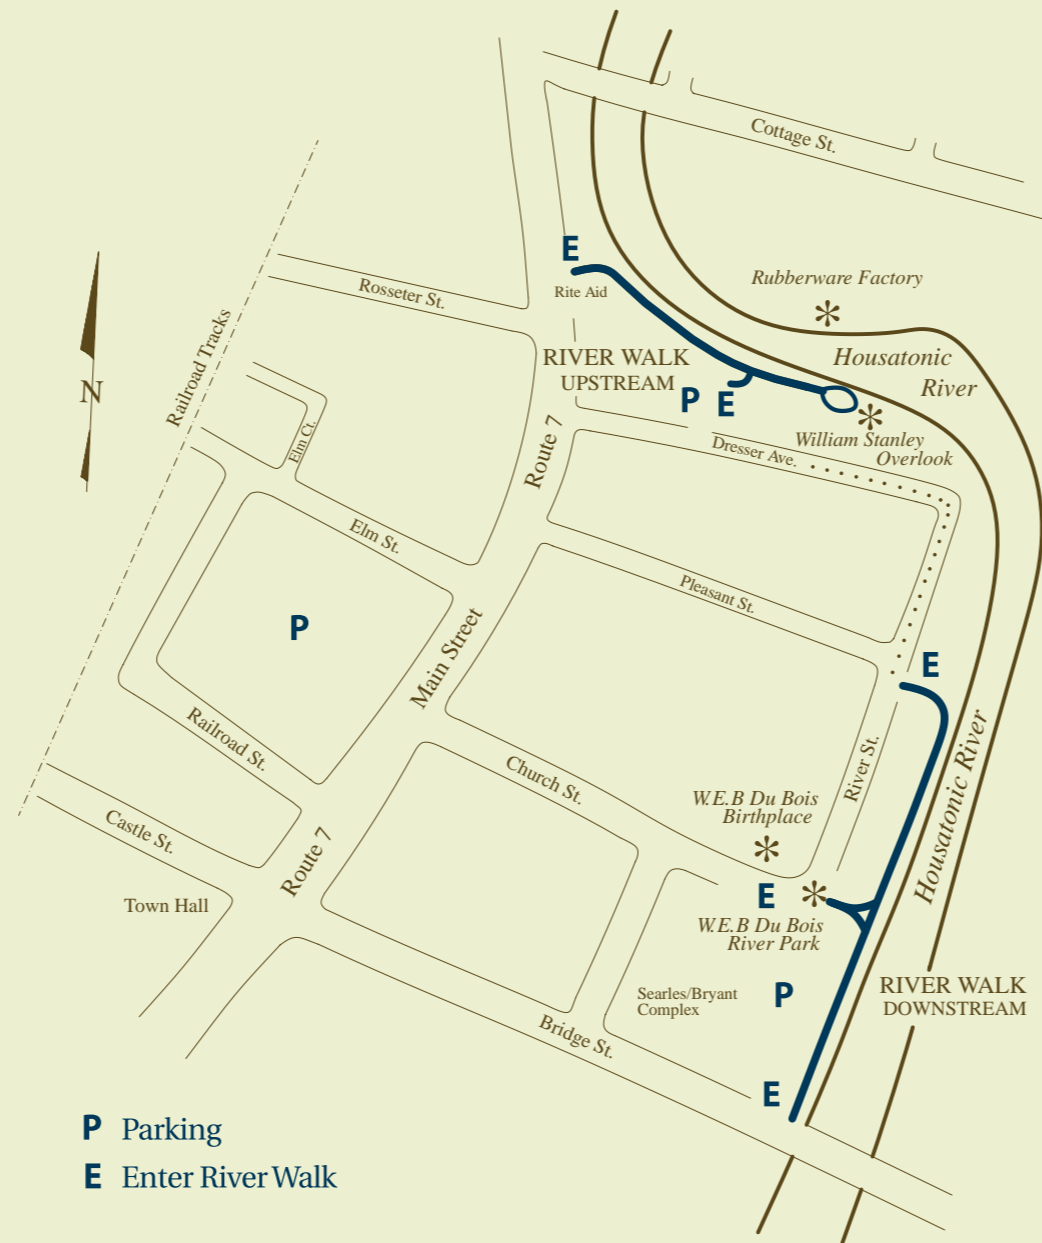 Cottage St.
E
Rite Aid
Rosseter St.
Rubberware Factory
Housatonic
River
Railroad Tracks
N
RIVER WALK
UPSTREAM
P
E
William Stanley
Overlook
Elm Ct.
Route 7
Dresser Ave.
Elm St.
Pleasant St.
P
Main Street
E
Railroad St.
Church St.
River St.
Housatonic River
W.E.B Du Bois
Birthplace
Castle St.
Route 7
Town Hall
E
W.E.B Du Bois
River Park
Searles/Bryant
Complex
P
RIVER WALK
DOWNSTREAM
Bridge St.
E
P Parking
E Enter River Walk